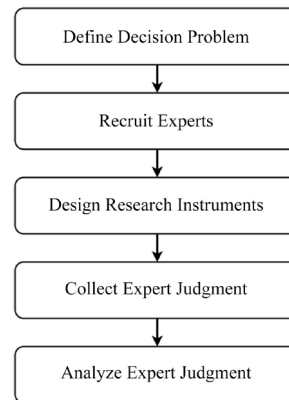 Define Decision Problem
Recruit Experts
Design Research Instruments
Collect Expert Judgment
Analyze Expert Judgment